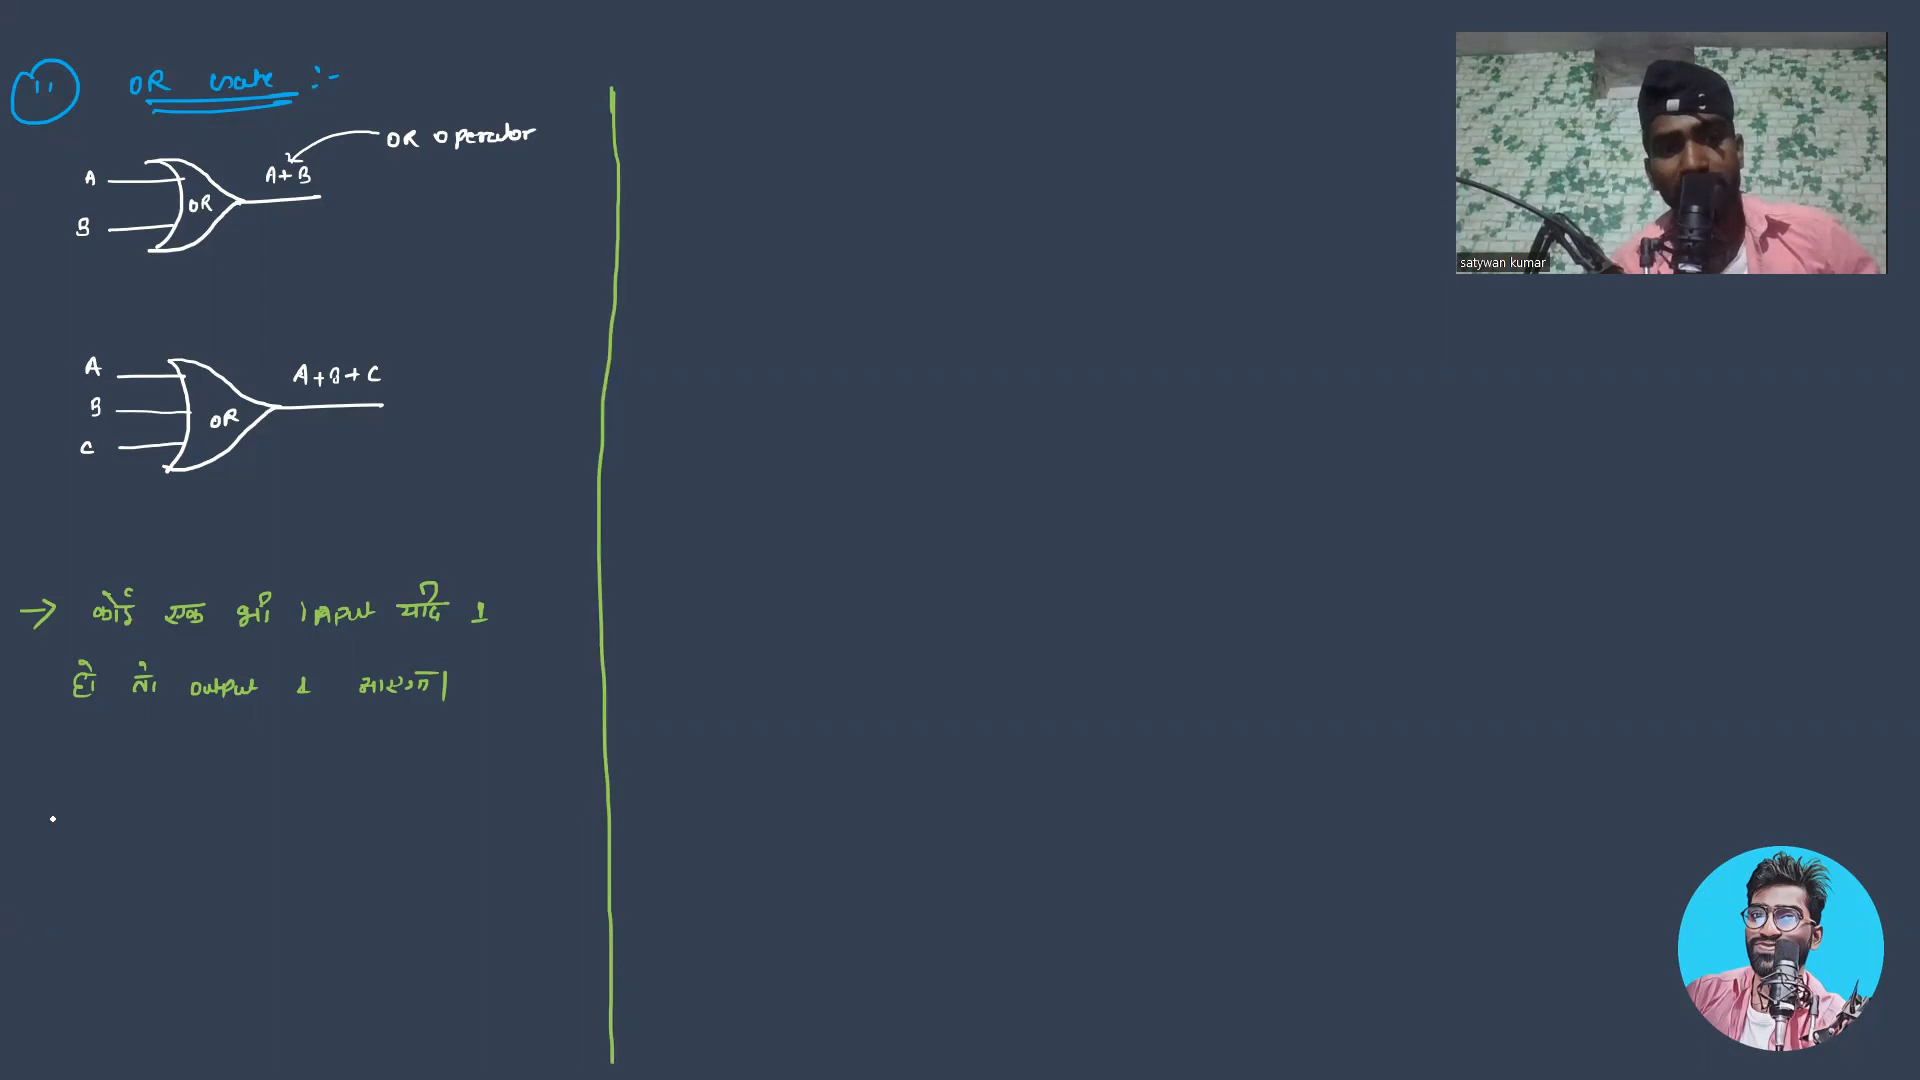 11 OR Gate :-
OR operator
A A+B
OR
B
A A+B+C
B
OR
C
→ कोई एक भी input यदि 1
हो तो output 1 आएगा।
satywan kumar